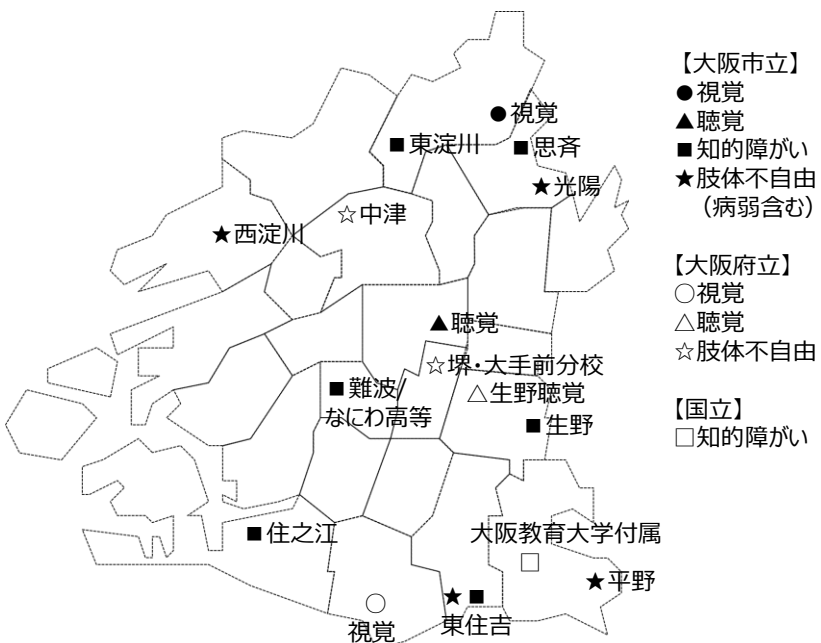 ●視覚
■東淀川
■思斉
★光陽
☆中津
★西淀川
▲聴覚
☆堺・大手前分校
△生野聴覚
■難波/
なにわ高等
■生野
■住之江
大阪教育大学付属
□
★平野
★■
東住吉
○
視覚
【大阪市立】
●視覚
▲聴覚
■知的障がい
★肢体不自由
（病弱含む）
【大阪府立】
○視覚
△聴覚
☆肢体不自由
【国立】
□知的障がい